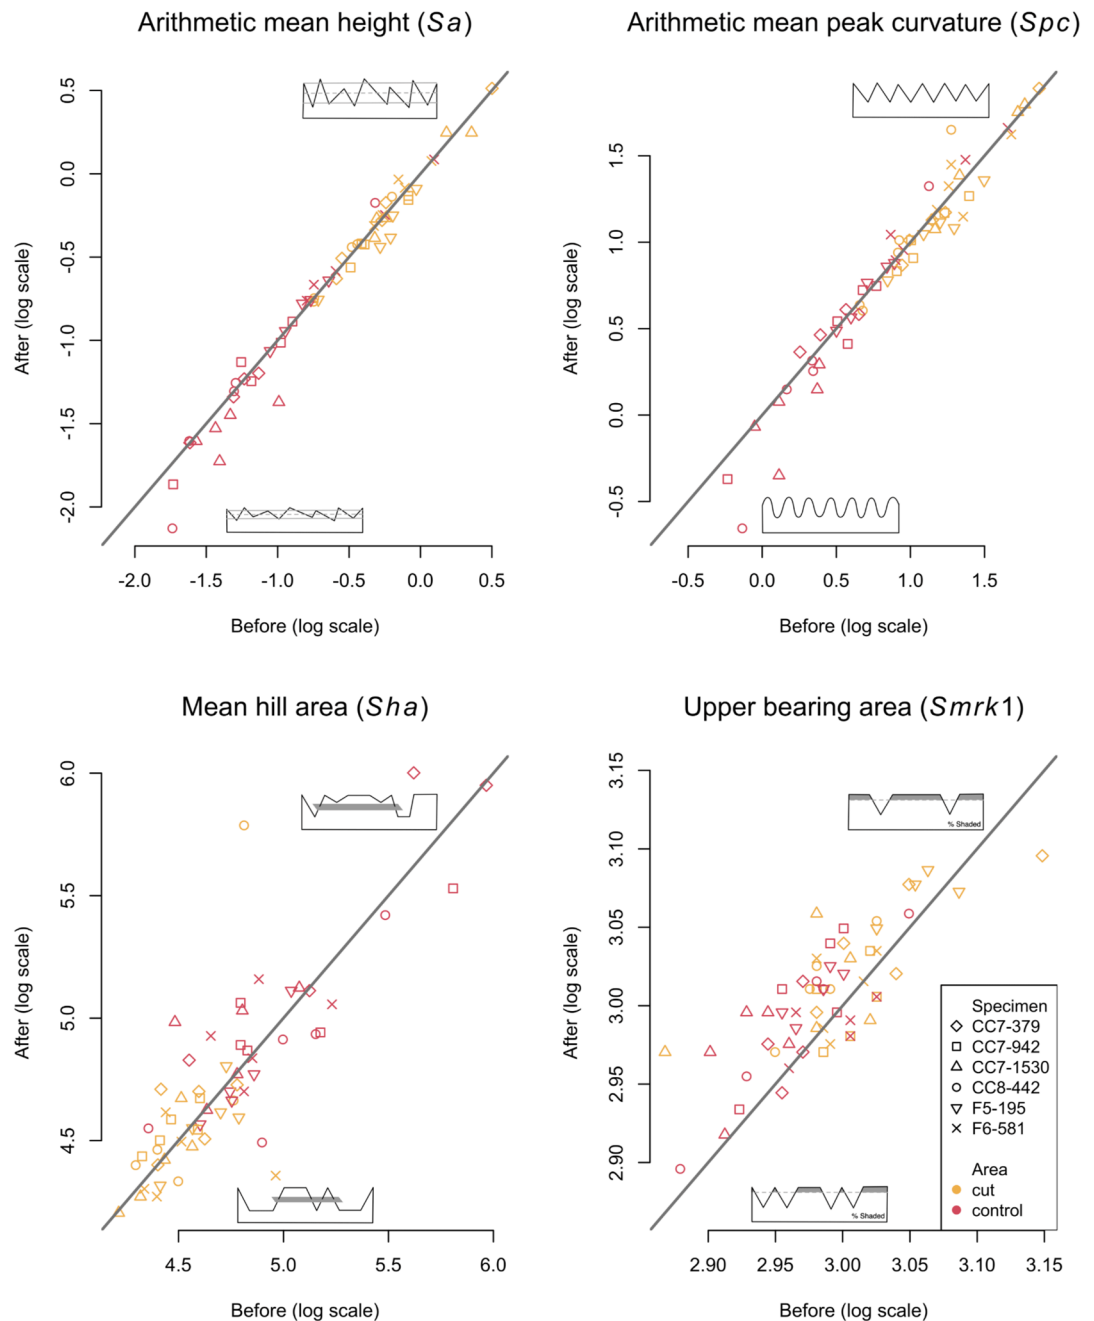 Arithmetic mean height (Sa)
Arithmetic mean peak curvature (Spc)
After (log scale)
0.5
0.0
-0.5
-1.0
-1.5
-2.0
-2.0 -1.5 -1.0 -0.5 0.0 0.5
Before (log scale)
After (log scale)
1.5
1.0
0.5
0.0
-0.5
-0.5 0.0 0.5 1.0 1.5
Before (log scale)
Mean hill area (Sha)
Upper bearing area (Smrk1)
After (log scale)
6.0
5.5
5.0
4.5
4.5 5.0 5.5 6.0
Before (log scale)
After (log scale)
3.15
3.10
3.05
3.00
2.95
2.90
% Shaded
% Shaded
Specimen
CC7-379
CC7-942
CC7-1530
CC8-442
F5-195
F6-581
Area
cut
control
2.90 2.95 3.00 3.05 3.10 3.15
Before (log scale)